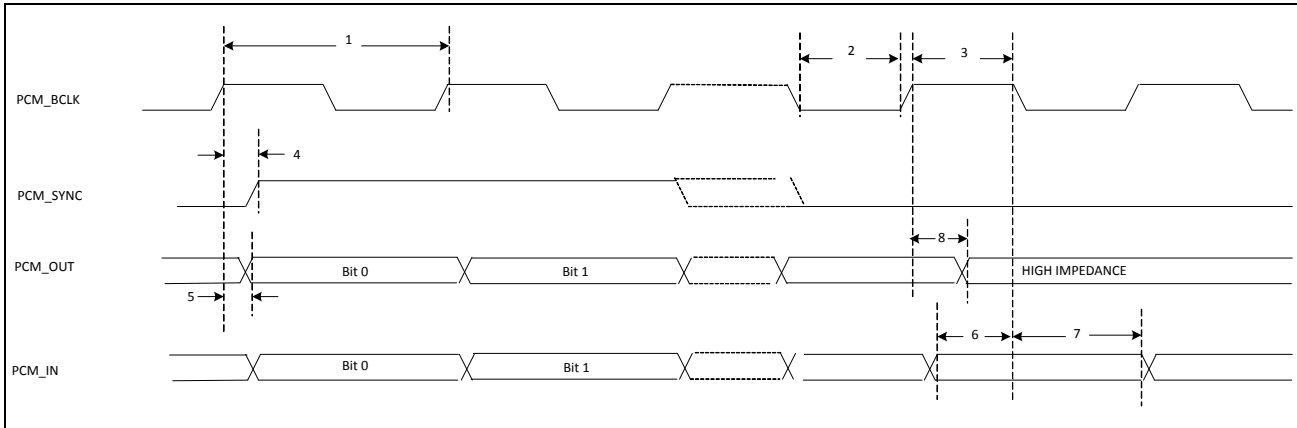 1
2
3
PCM_BCLK
4
PCM_SYNC
8
PCM_OUT
Bit 0
Bit 1
HIGH IMPEDANCE
5
6
7
PCM_IN
Bit 0
Bit 1